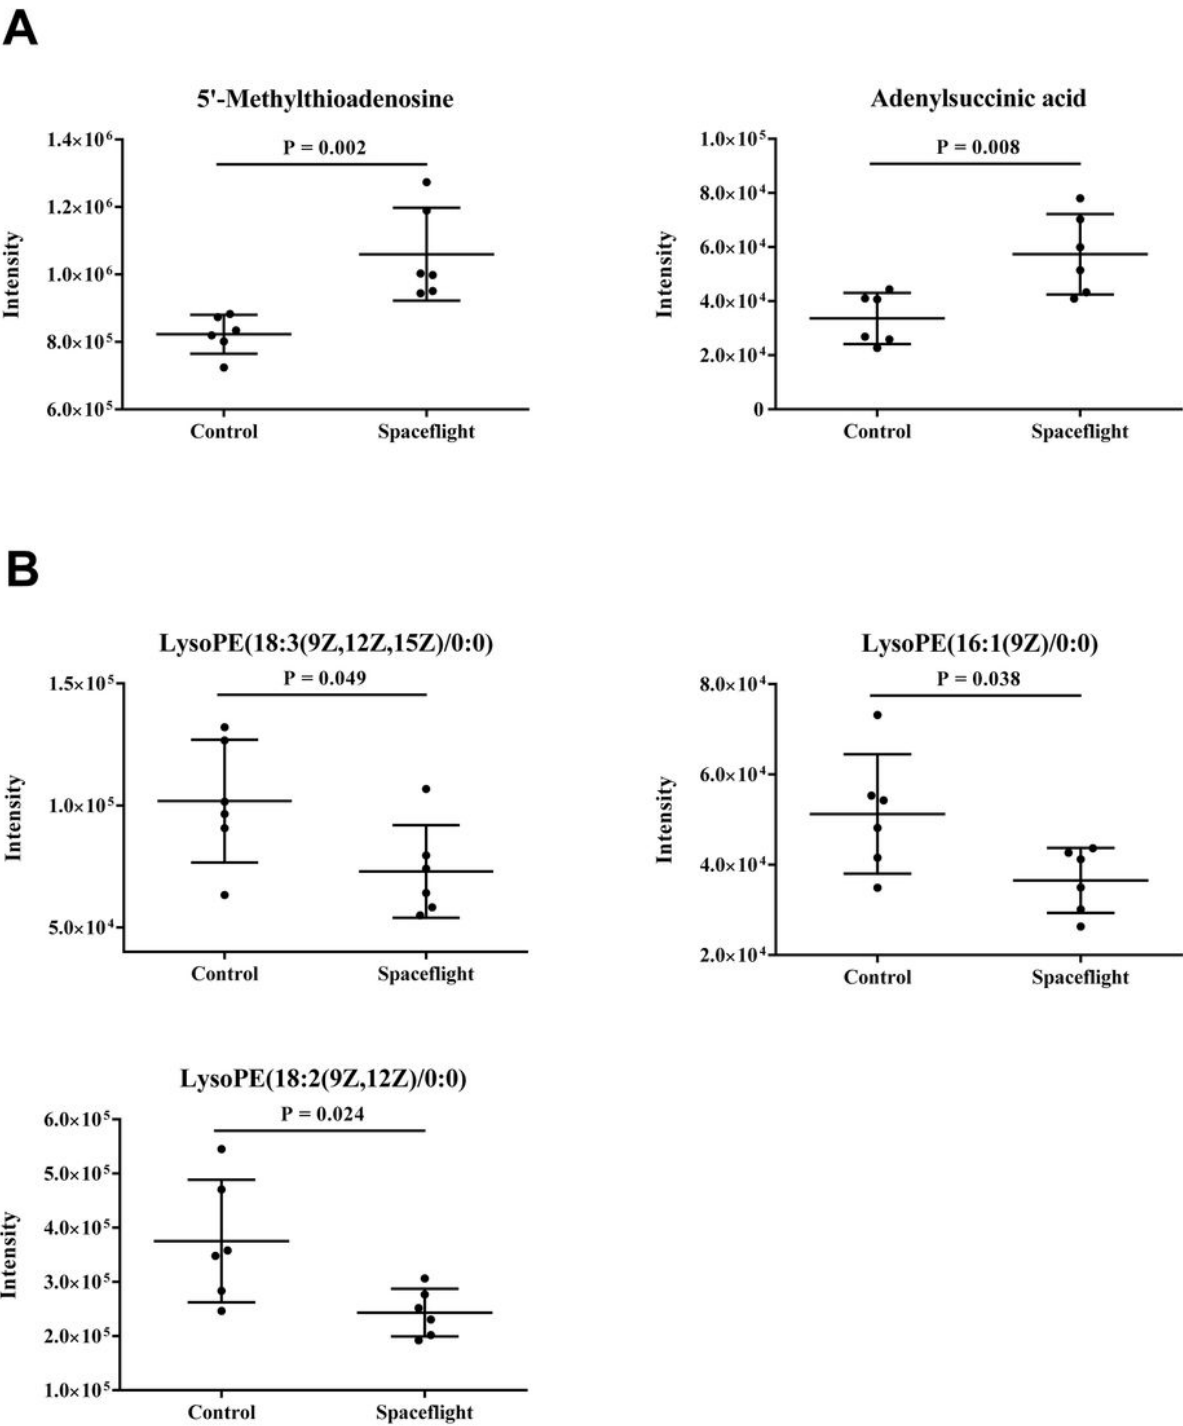 A
5'-Methylthioadenosine
P = 0.002
1.4×10⁶
1.2×10⁶
1.0×10⁶
8.0×10⁵
6.0×10⁵
Intensity
Control Spaceflight
Adenylsuccinic acid
P = 0.008
1.0×10⁵
8.0×10⁴
6.0×10⁴
4.0×10⁴
2.0×10⁴
0
Intensity
Control Spaceflight
B
LysoPE(18:3(9Z,12Z,15Z)/0:0)
P = 0.049
1.5×10⁵
1.0×10⁵
5.0×10⁴
Intensity
Control Spaceflight
LysoPE(16:1(9Z)/0:0)
P = 0.038
8.0×10⁴
6.0×10⁴
4.0×10⁴
2.0×10⁴
Intensity
Control Spaceflight
LysoPE(18:2(9Z,12Z)/0:0)
P = 0.024
6.0×10⁵
5.0×10⁵
4.0×10⁵
3.0×10⁵
2.0×10⁵
1.0×10⁵
Intensity
Control Spaceflight